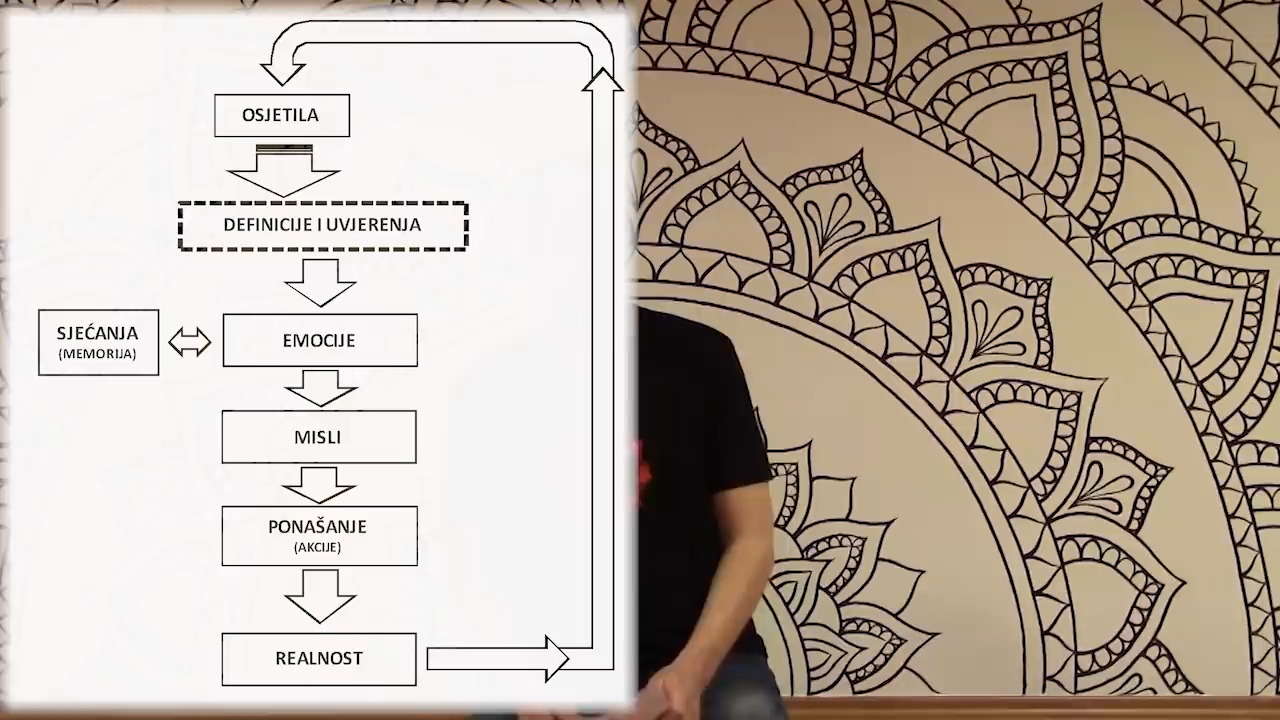 OSJETILA
DEFINICIJE I UVJERENJA
SJEĆANJA
(MEMORIJA)
EMOCIJE
MISLI
PONAŠANJE
(AKCIJE)
REALNOST